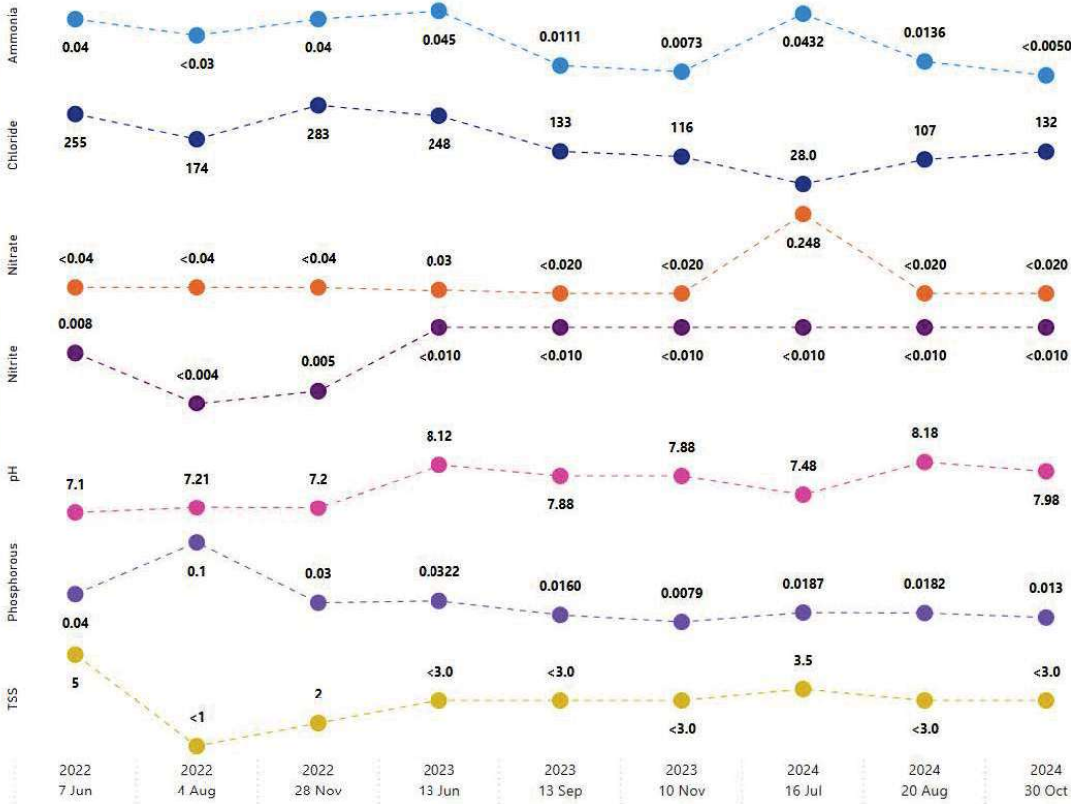 Ammonia
0.04 <0.03 0.04 0.045 0.0111 0.0073 0.0432 0.0136 <0.0050
Chloride
255 174 283 248 133 116 28.0 107 132
Nitrate
<0.04 <0.04 <0.04 0.03 <0.020 <0.020 0.248 <0.020 <0.020
Nitrite
0.008 <0.004 0.005 <0.010 <0.010 <0.010 <0.010 <0.010 <0.010
pH
7.1 7.21 7.2 8.12 7.88 7.88 7.48 8.18 7.98
Phosphorous
0.04 0.1 0.03 0.0322 0.0160 0.0079 0.0187 0.0182 0.013
TSS
5 <1 2 <3.0 <3.0 <3.0 3.5 <3.0 <3.0
2022 2022 2022 2023 2023 2023 2024 2024 2024
7 Jun 4 Aug 28 Nov 13 Jun 13 Sep 10 Nov 16 Jul 20 Aug 30 Oct